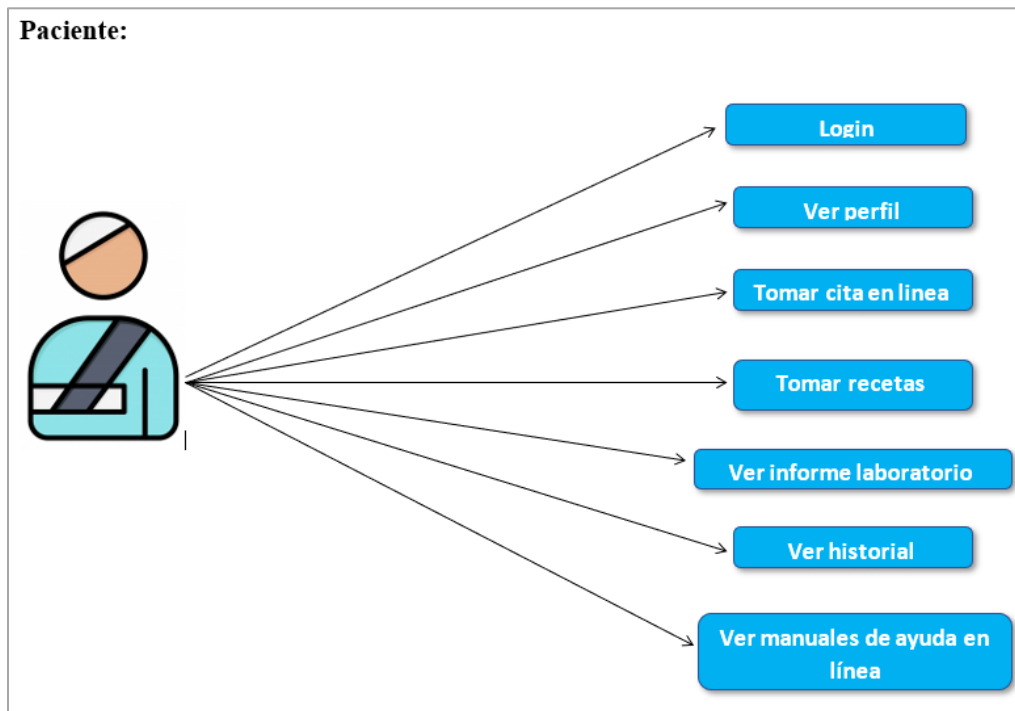 Paciente:
Login
Ver perfil
Tomar cita en linea
Tomar recetas
Ver informe laboratorio
Ver historial
Ver manuales de ayuda en
línea